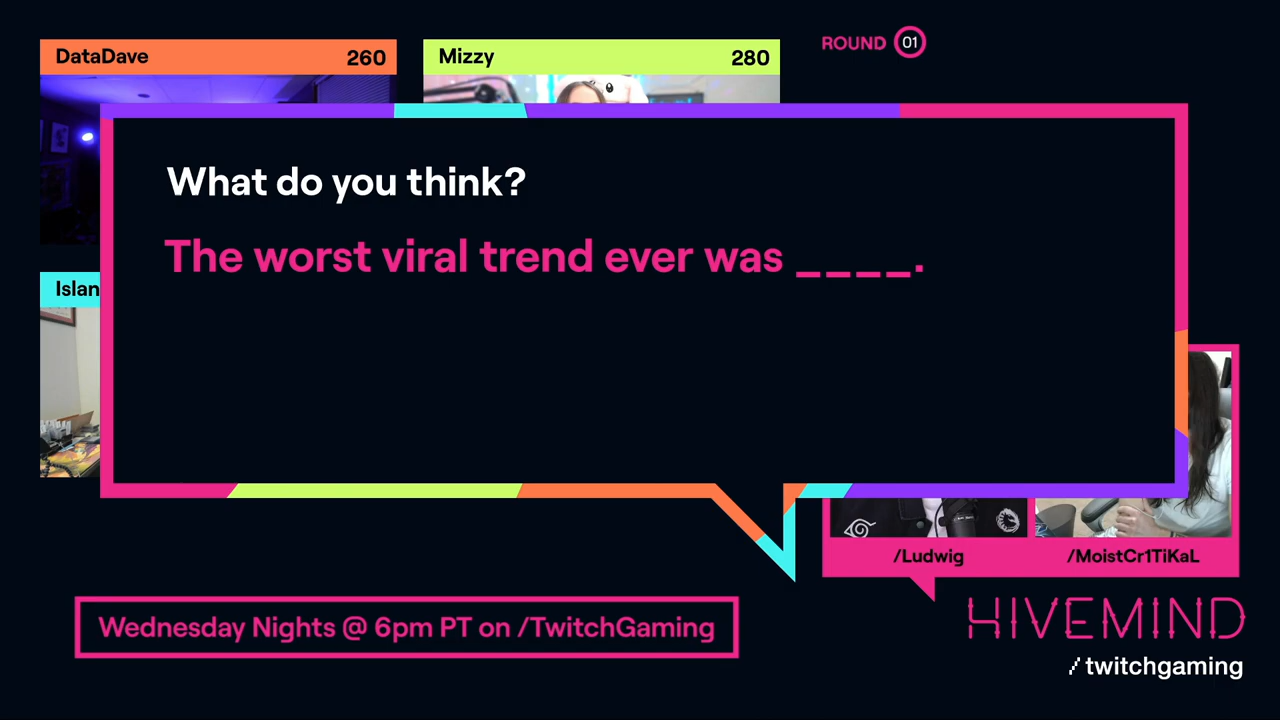 DataDave 260
Mizzy 280
ROUND 01
What do you think?
The worst viral trend ever was ____.
Islan
/Ludwig
/MoistCr1TiKaL
Wednesday Nights @ 6pm PT on /TwitchGaming
HIVEMIND
/twitchgaming